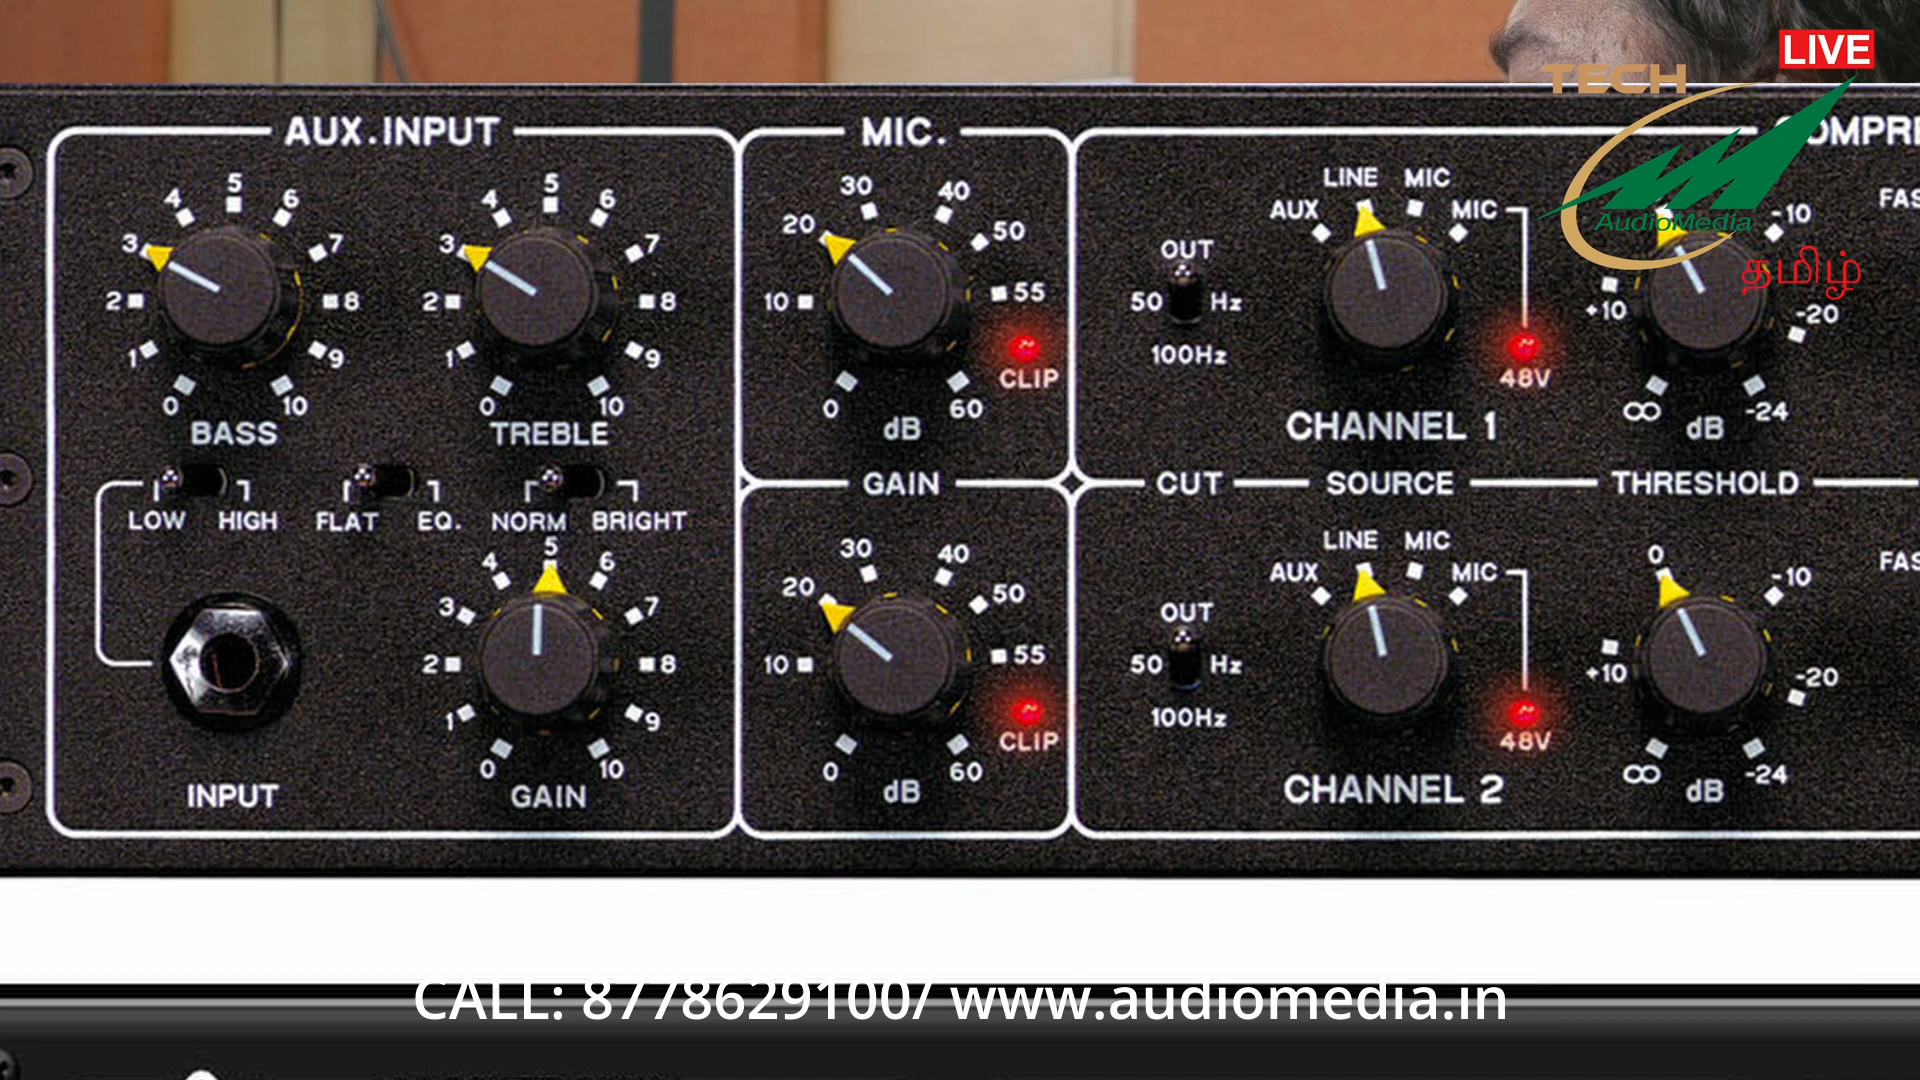 LIVE
TECH
AudioMedia
தமிழ்
AUX.INPUT
MIC.
5
4
6
3
7
2
8
1
9
0
10
BASS
5
4
6
3
7
2
8
1
9
0
10
TREBLE
LOW HIGH
FLAT EQ.
NORM BRIGHT
INPUT
5
4
6
3
7
2
8
1
9
0
10
GAIN
30
40
20
50
10
55
CLIP
0
60
dB
GAIN
30
40
20
50
10
55
CLIP
0
60
dB
OUT
50 Hz
100Hz
LINE MIC
AUX MIC
48V
CHANNEL 1
-10
+10
-20
∞ -24
dB
CUT SOURCE THRESHOLD
OUT
50 Hz
100Hz
LINE MIC
AUX MIC
48V
CHANNEL 2
0
-10
+10
-20
∞ -24
dB
CALL: 8778629100/ www.audiomedia.in